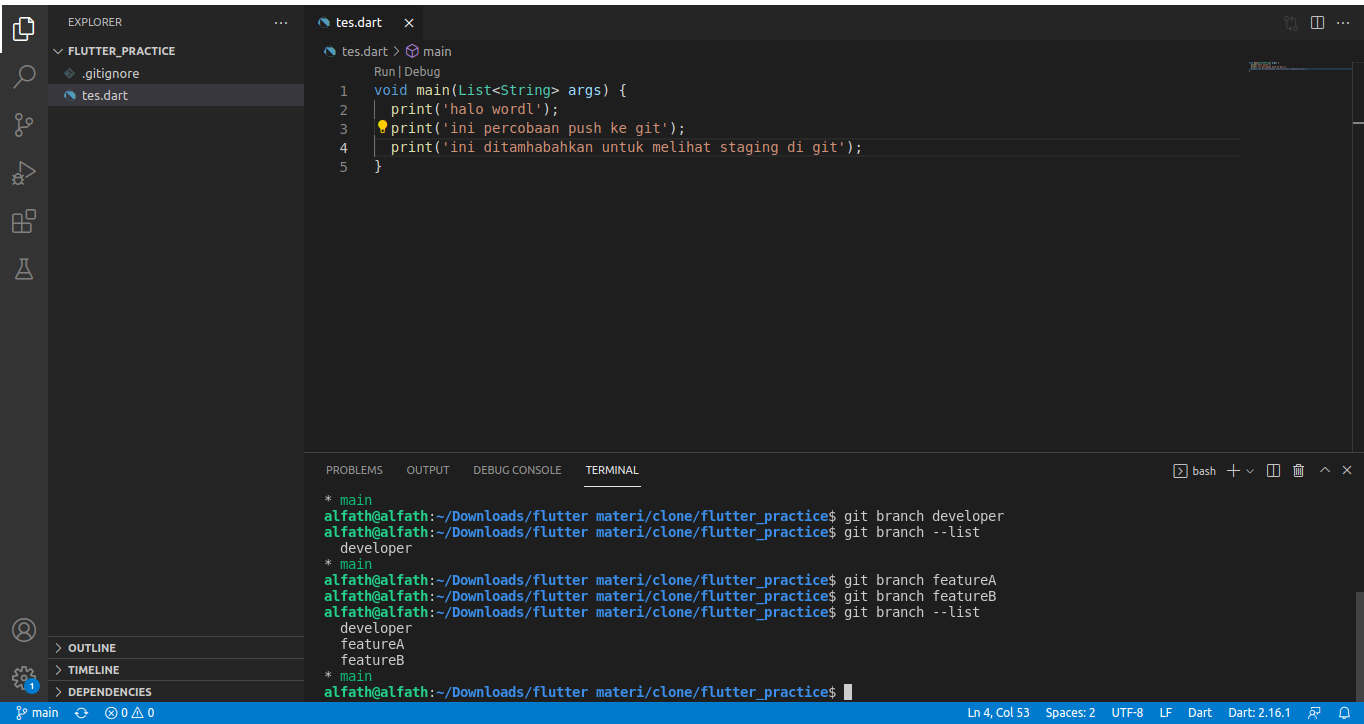 EXPLORER
FLUTTER_PRACTICE
.gitignore
tes.dart
OUTLINE
TIMELINE
DEPENDENCIES
tes.dart
tes.dart > main
Run | Debug
1 void main(List<String> args) {
2 print('halo wordl');
3 print('ini percobaan push ke git');
4 print('ini ditamhabahkan untuk melihat staging di git');
5 }
PROBLEMS OUTPUT DEBUG CONSOLE TERMINAL
bash
* main
alfath@alfath:~/Downloads/flutter materi/clone/flutter_practice$ git branch developer
alfath@alfath:~/Downloads/flutter materi/clone/flutter_practice$ git branch --list
developer
* main
alfath@alfath:~/Downloads/flutter materi/clone/flutter_practice$ git branch featureA
alfath@alfath:~/Downloads/flutter materi/clone/flutter_practice$ git branch featureB
alfath@alfath:~/Downloads/flutter materi/clone/flutter_practice$ git branch --list
developer
featureA
featureB
* main
alfath@alfath:~/Downloads/flutter materi/clone/flutter_practice$
1
main 0 0 Ln 4, Col 53 Spaces: 2 UTF-8 LF Dart Dart: 2.16.1